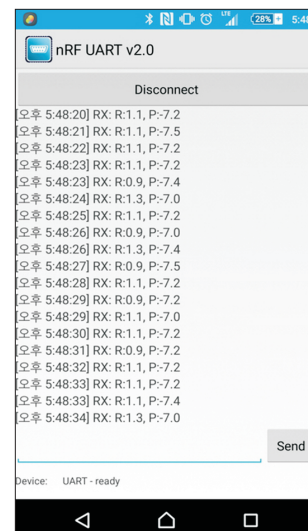 LTE 28% 5:48
nRF UART v2.0
Disconnect
[오후 5:48:20] RX: R:1.1, P:-7.2
[오후 5:48:21] RX: R:1.1, P:-7.5
[오후 5:48:22] RX: R:1.1, P:-7.2
[오후 5:48:23] RX: R:1.1, P:-7.2
[오후 5:48:23] RX: R:0.9, P:-7.4
[오후 5:48:24] RX: R:1.3, P:-7.0
[오후 5:48:25] RX: R:1.1, P:-7.2
[오후 5:48:26] RX: R:0.9, P:-7.0
[오후 5:48:26] RX: R:1.3, P:-7.4
[오후 5:48:27] RX: R:0.9, P:-7.5
[오후 5:48:28] RX: R:1.1, P:-7.2
[오후 5:48:29] RX: R:0.9, P:-7.2
[오후 5:48:29] RX: R:1.1, P:-7.0
[오후 5:48:30] RX: R:1.1, P:-7.2
[오후 5:48:31] RX: R:0.9, P:-7.2
[오후 5:48:32] RX: R:1.1, P:-7.2
[오후 5:48:33] RX: R:1.1, P:-7.2
[오후 5:48:33] RX: R:1.1, P:-7.4
[오후 5:48:34] RX: R:1.3, P:-7.0
Send
Device: UART - ready